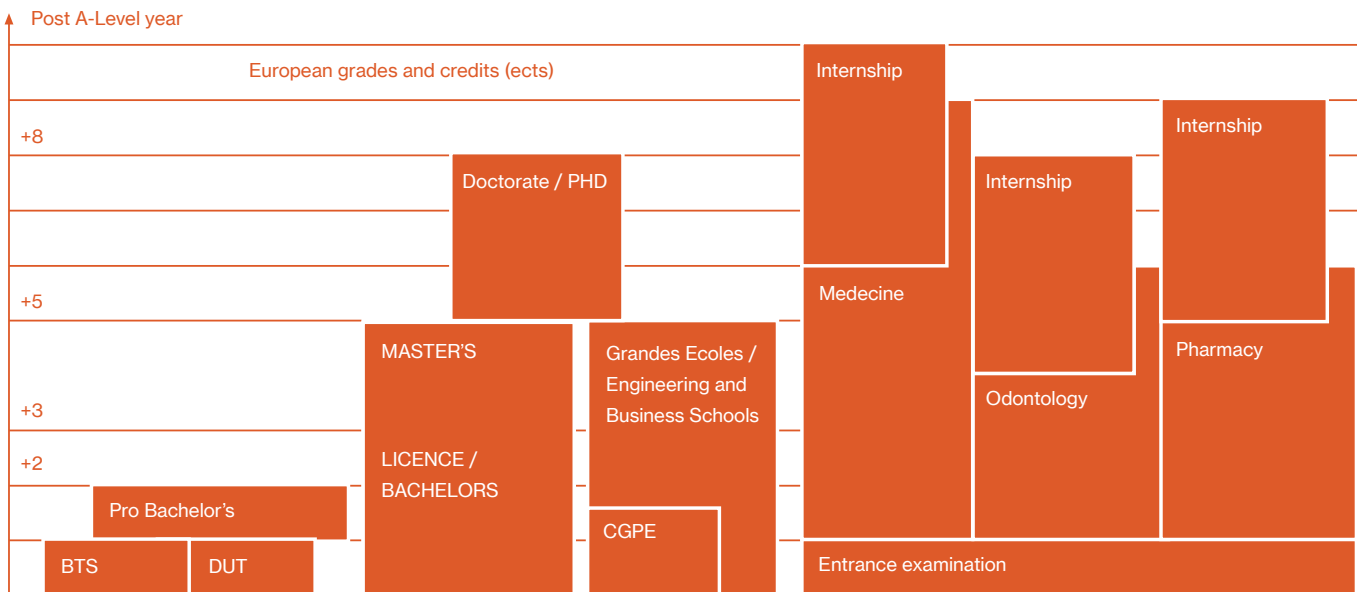 Post A-Level year
European grades and credits (ects)
+8
+5
+3
+2
Internship
Internship
Internship
Doctorate / PHD
Medecine
MASTER'S
Grandes Ecoles /
Engineering and
Business Schools
Pharmacy
Odontology
LICENCE /
BACHELORS
Pro Bachelor's
CGPE
BTS
DUT
Entrance examination